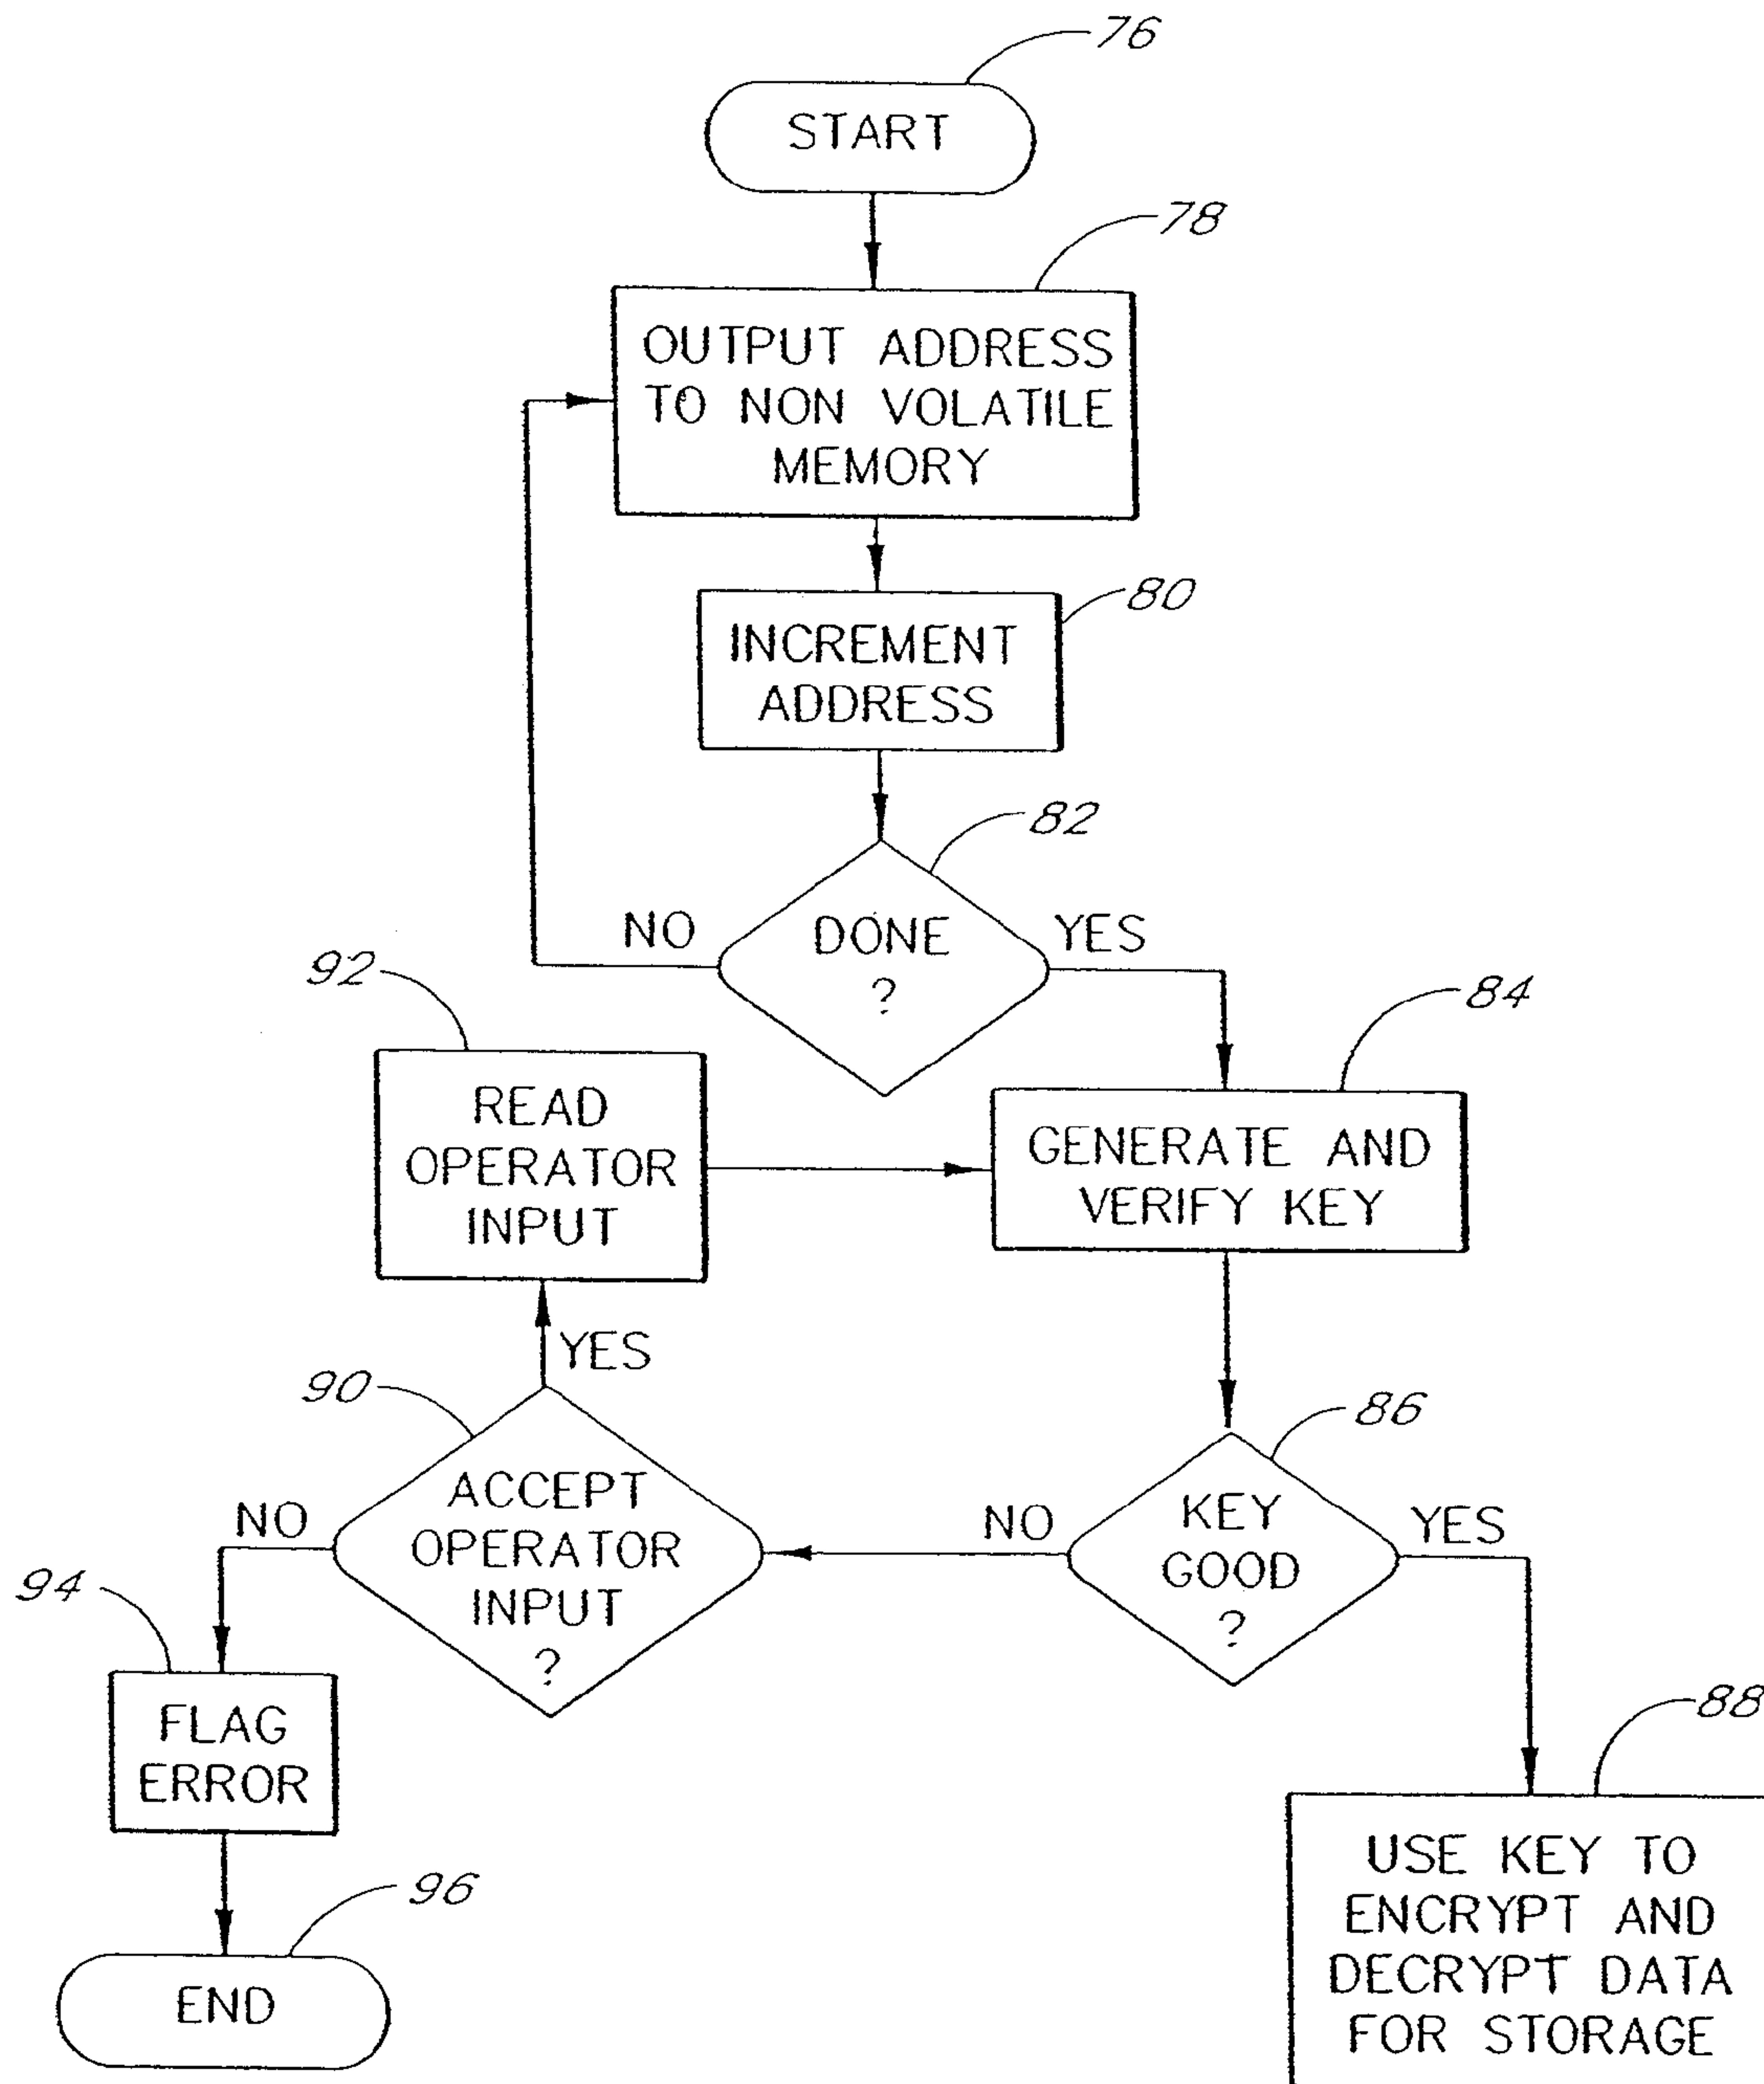 76
START
78
OUTPUT ADDRESS
TO NON VOLATILE
MEMORY
80
INCREMENT
ADDRESS
82
DONE
?
NO
YES
92
READ
OPERATOR
INPUT
84
GENERATE AND
VERIFY KEY
YES
90
ACCEPT
OPERATOR
INPUT
?
NO
86
KEY
GOOD
?
NO
YES
94
FLAG
ERROR
88
USE KEY TO
ENCRYPT AND
DECRYPT DATA
FOR STORAGE
96
END